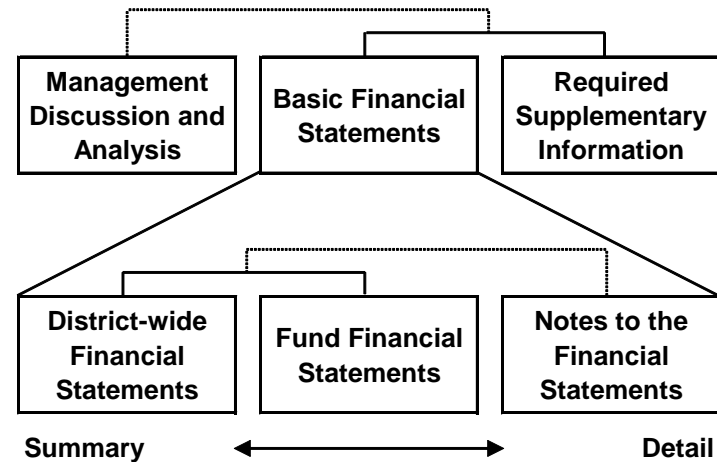 Management
Discussion and
Analysis
Basic Financial
Statements
Required
Supplementary
Information
District-wide
Financial
Statements
Fund Financial
Statements
Notes to the
Financial
Statements
Summary
Detail